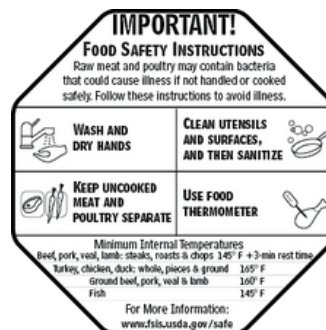 IMPORTANT!
FOOD SAFETY INSTRUCTIONS
Raw meat and poultry may contain bacteria
that could cause illness if not handled or cooked
safely. Follow these instructions to avoid illness.
WASH AND
DRY HANDS
CLEAN UTENSILS
AND SURFACES,
AND THEN SANITIZE
KEEP UNCOOKED
MEAT AND
POULTRY SEPARATE
USE FOOD
THERMOMETER
Minimum Internal Temperatures
Beef, pork, veal, lamb: steaks, roasts & chops 145° F +3-min rest time
Turkey, chicken, duck: whole, pieces & ground 165° F
Ground beef, pork, veal & lamb 160° F
Fish 145° F
For More Information:
www.fsis.usda.gov/safe